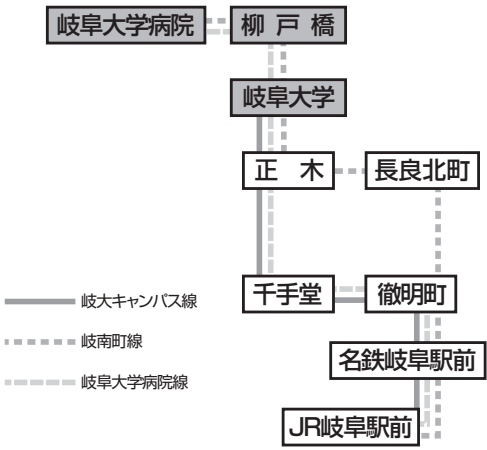 岐阜大学病院
柳戸橋
岐阜大学
正木
長良北町
千手堂
徹明町
名鉄岐阜駅前
JR岐阜駅前
岐大キャンパス線
岐南町線
岐阜大学病院線